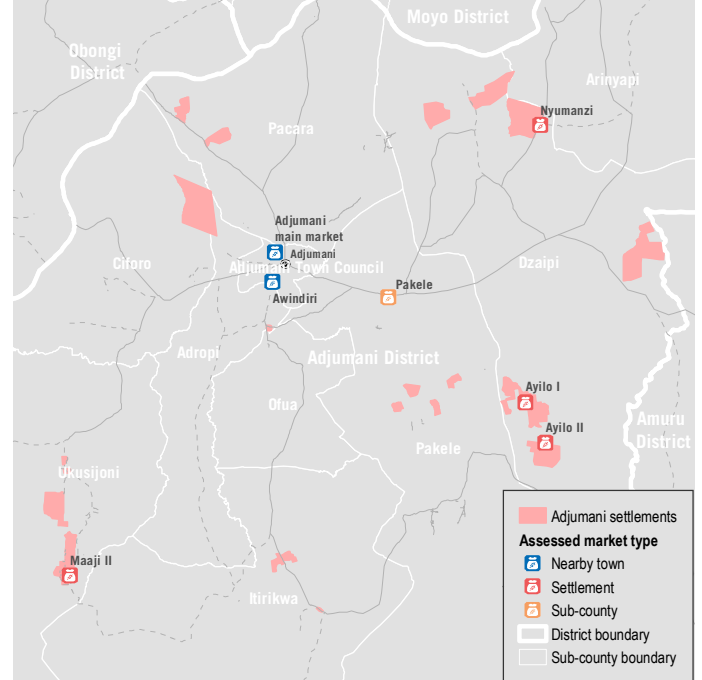 Moyo District
Obongi
District
Arinyapi
Nyumanzi
Pacara
Adjumani
main market
Adjumani
Ciforo
Adjumani Town Council
Dzaipi
Pakele
Awindiri
Adropi
Adjumani District
Ayilo I
Ofua
Amuru
District
Ayilo II
Pakele
Ukusijoni
Maaji II
Itirikwa
Adjumani settlements
Assessed market type
Nearby town
Settlement
Sub-county
District boundary
Sub-county boundary